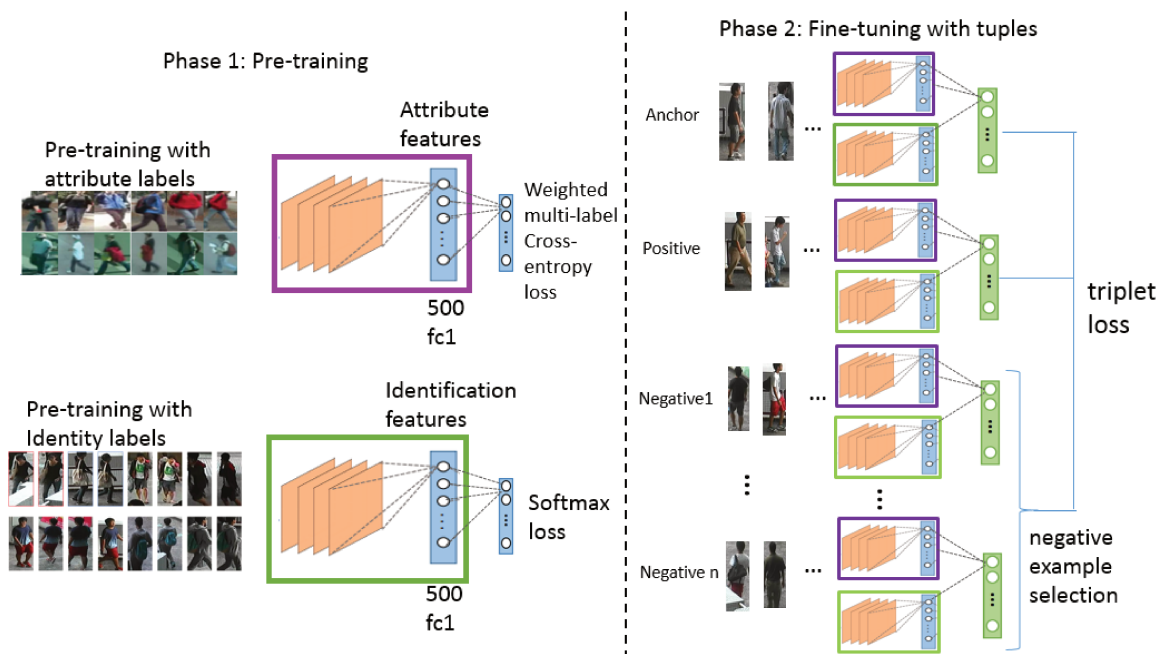 Phase 1: Pre-training
Pre-training with
attribute labels
Attribute
features
500
fc1
Weighted
multi-label
Cross-
entropy
loss
Pre-training with
Identity labels
Identification
features
500
fc1
Softmax
loss
Phase 2: Fine-tuning with tuples
Anchor
...
Positive
...
Negative1
...
Negative n
...
triplet
loss
negative
example
selection